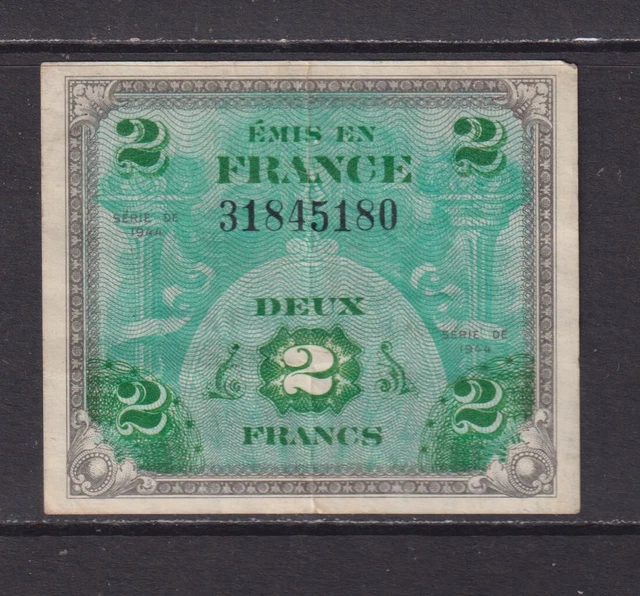 2 ÉMIS EN 2
FRANCE
31845180
SÉRIE DE
1944
DEUX
SÉRIE DE
1944
2
2 2
FRANCS